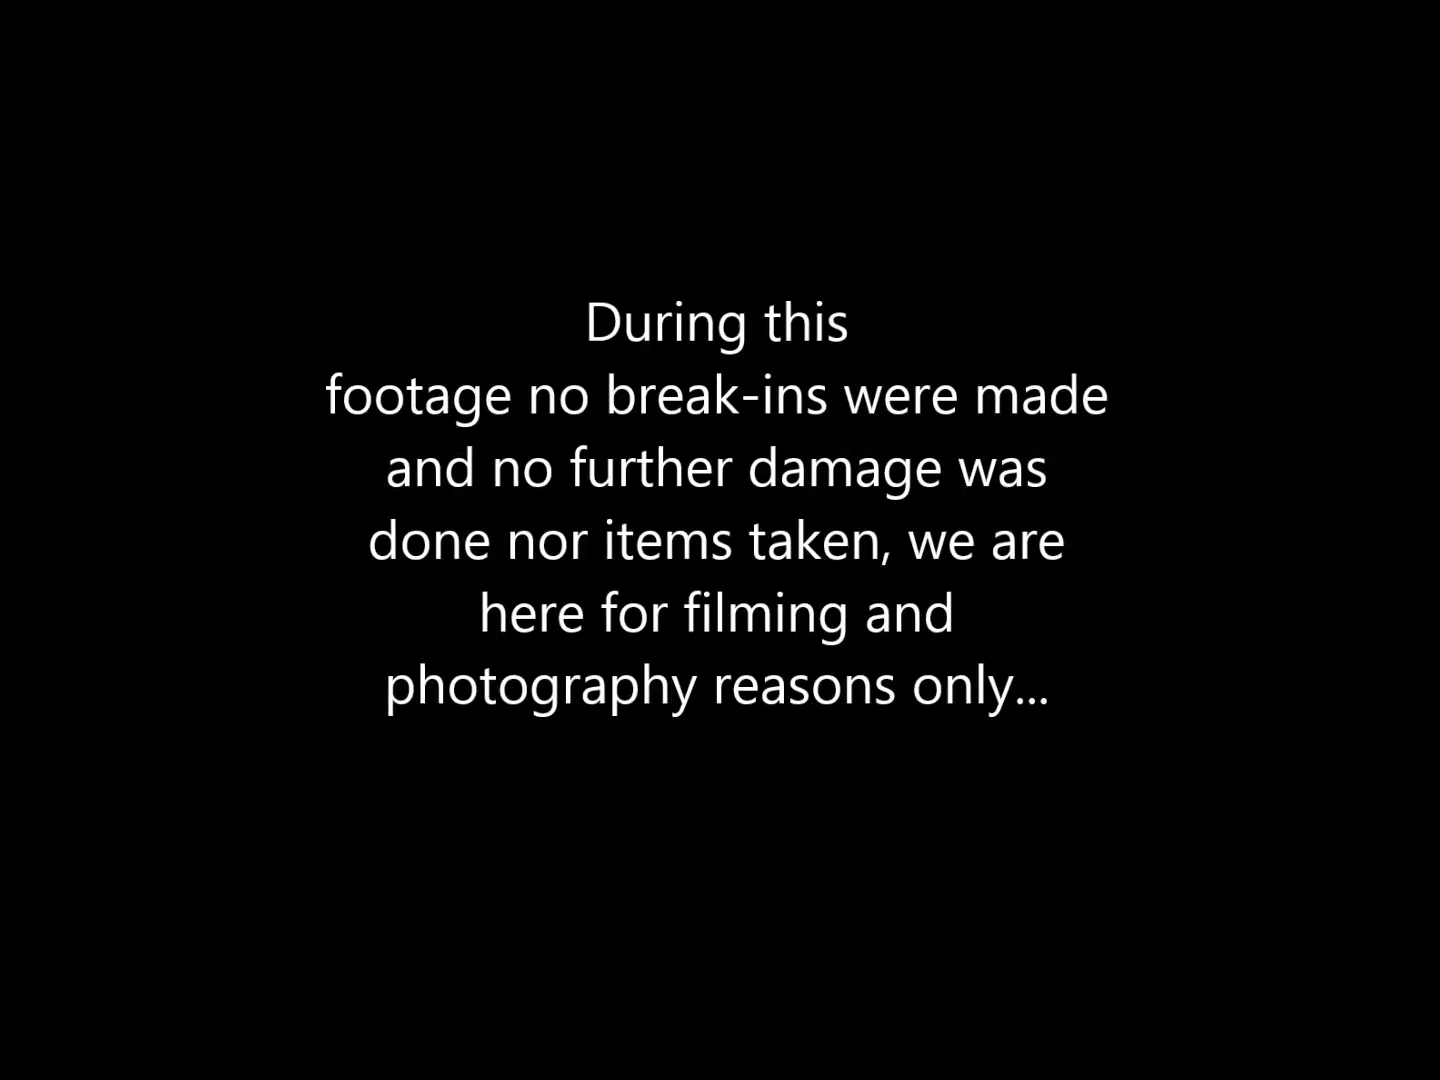 During this
footage no break-ins were made
and no further damage was
done nor items taken, we are
here for filming and
photography reasons only...